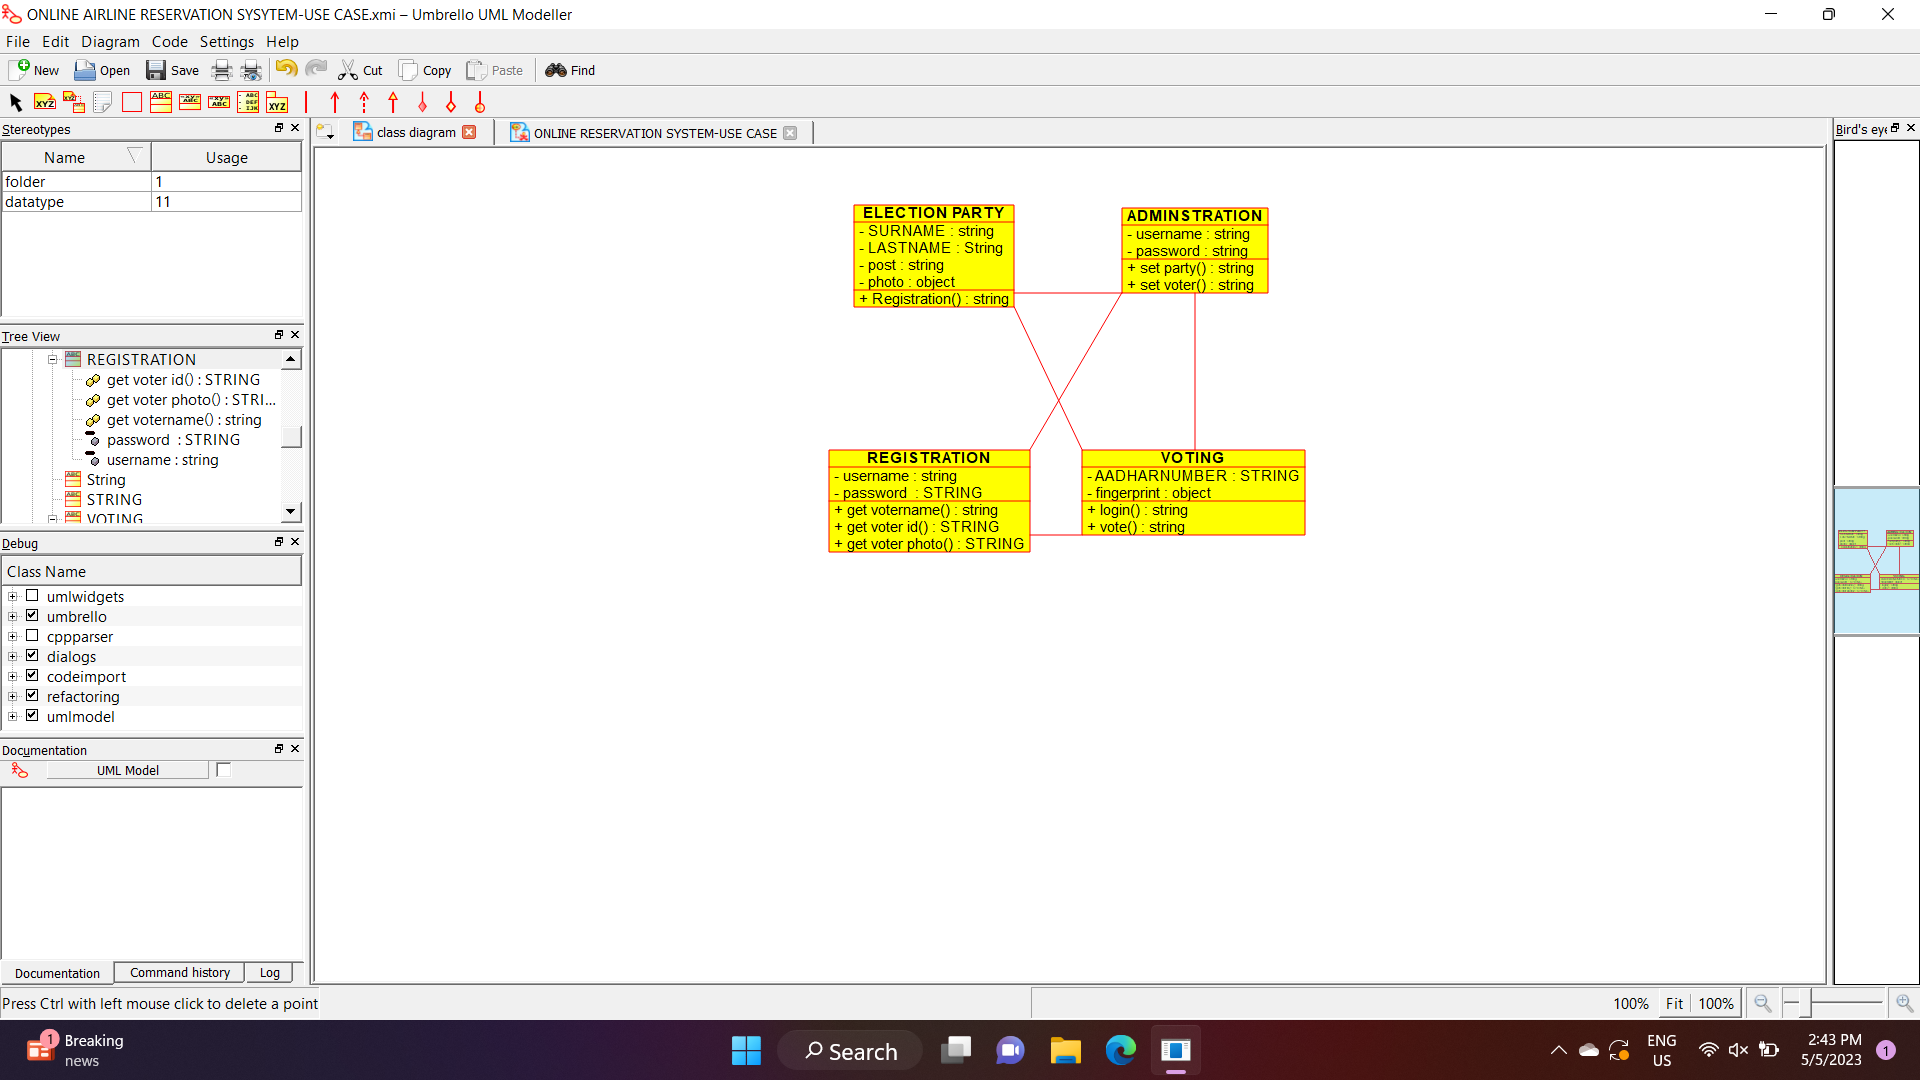 ONLINE AIRLINE RESERVATION SYSYTEM-USE CASE.xmi – Umbrello UML Modeller
File Edit Diagram Code Settings Help
New Open Save Cut Copy Paste Find
Stereotypes
Name Usage
folder 1
datatype 11
Tree View
REGISTRATION
get voter id() : STRING
get voter photo() : STRI...
get votername() : string
password : STRING
username : string
String
STRING
VOTING
Debug
Class Name
umlwidgets
umbrello
cppparser
dialogs
codeimport
refactoring
umlmodel
Documentation
UML Model
Documentation Command history Log
Press Ctrl with left mouse click to delete a point
class diagram
ONLINE RESERVATION SYSTEM-USE CASE
Bird's eye
ELECTION PARTY
- SURNAME : string
- LASTNAME : String
- post : string
- photo : object
+ Registration() : string
ADMINSTRATION
- username : string
- password : string
+ set party() : string
+ set voter() : string
REGISTRATION
- username : string
- password : STRING
+ get votername() : string
+ get voter id() : STRING
+ get voter photo() : STRING
VOTING
- AADHARNUMBER : STRING
- fingerprint : object
+ login() : string
+ vote() : string
100% Fit 100%
1
Breaking
news
Search
ENG
US
2:43 PM
5/5/2023
1